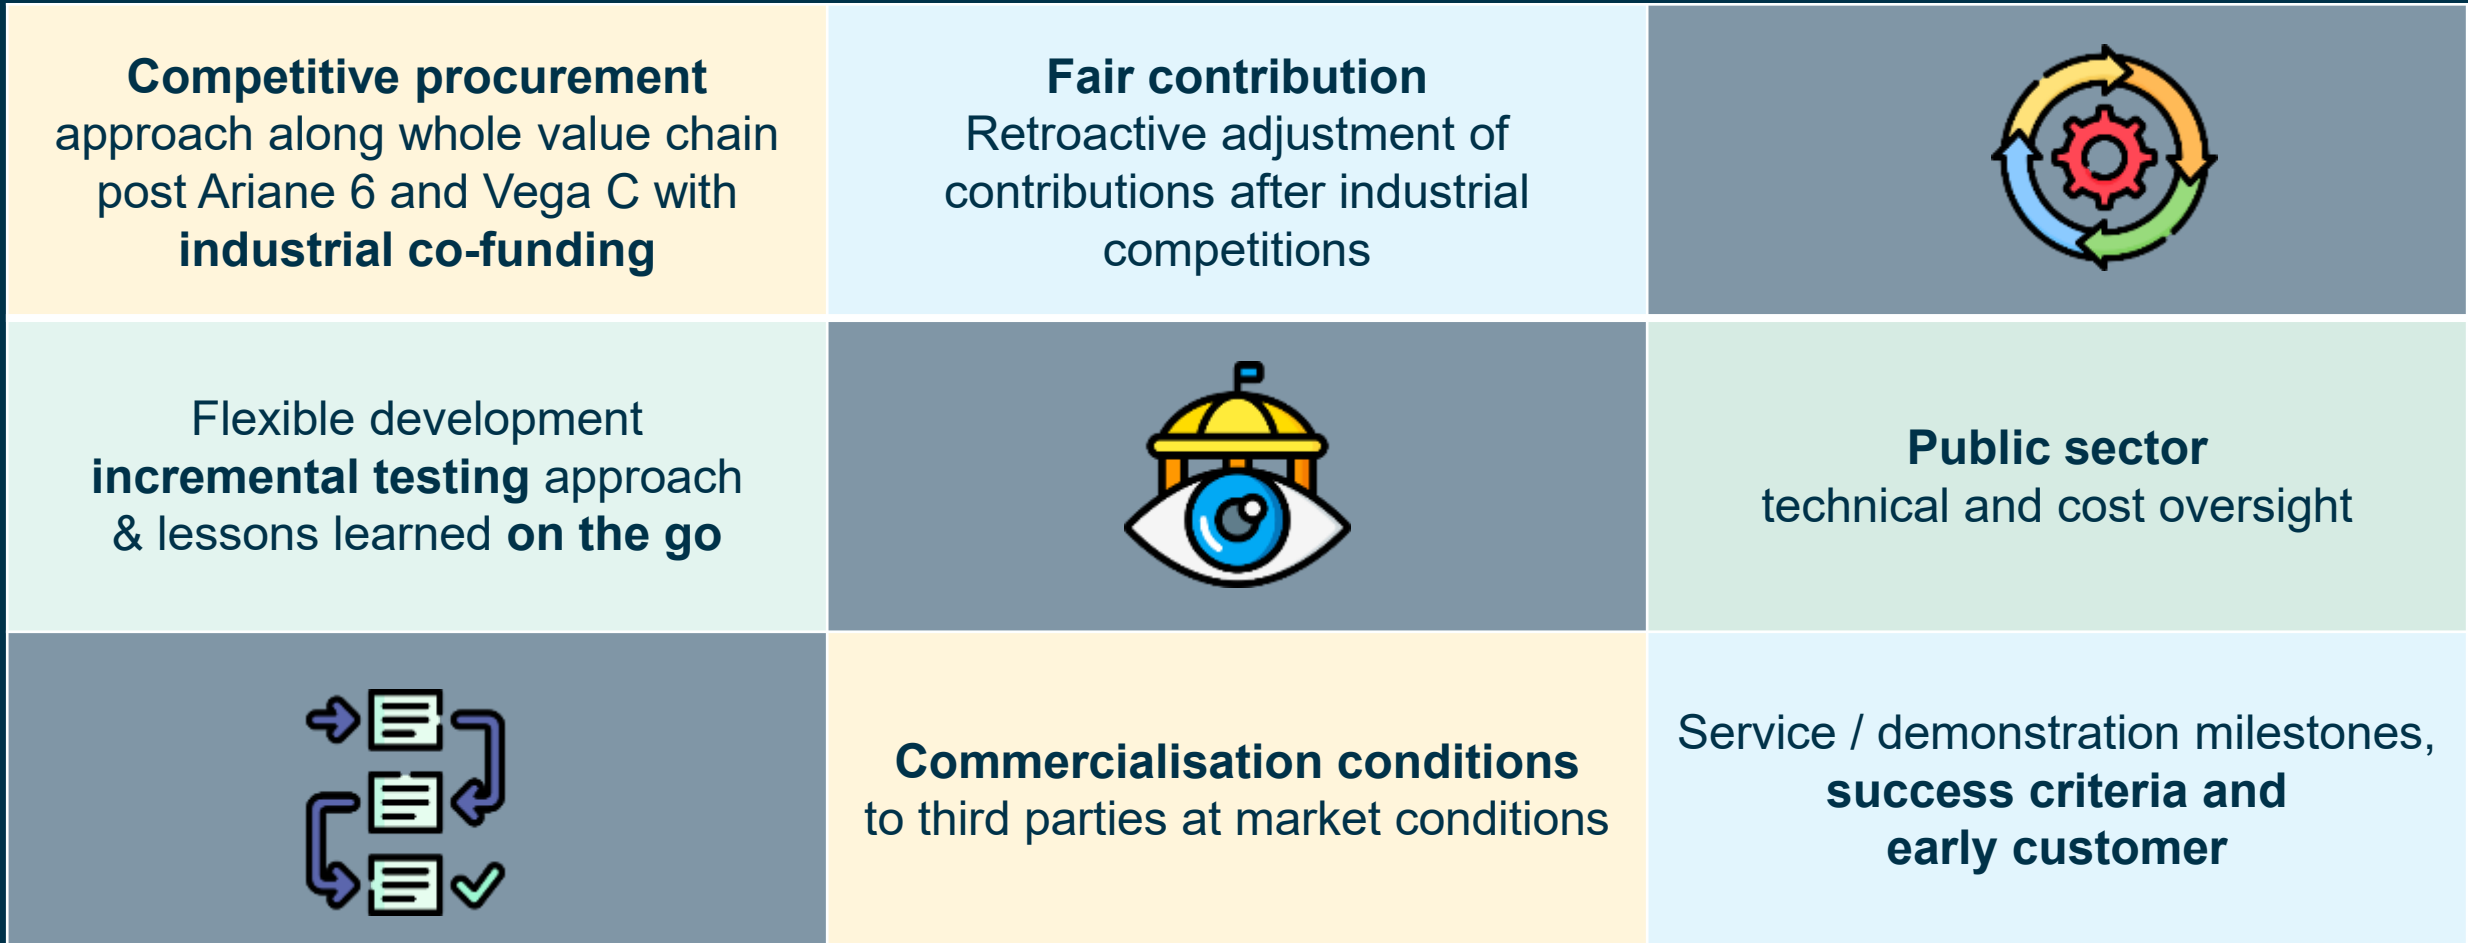 Competitive procurement
approach along whole value chain
post Ariane 6 and Vega C with
industrial co-funding
Fair contribution
Retroactive adjustment of
contributions after industrial
competitions
Flexible development
incremental testing approach
& lessons learned on the go
Public sector
technical and cost oversight
Commercialisation conditions
to third parties at market conditions
Service / demonstration milestones,
success criteria and
early customer